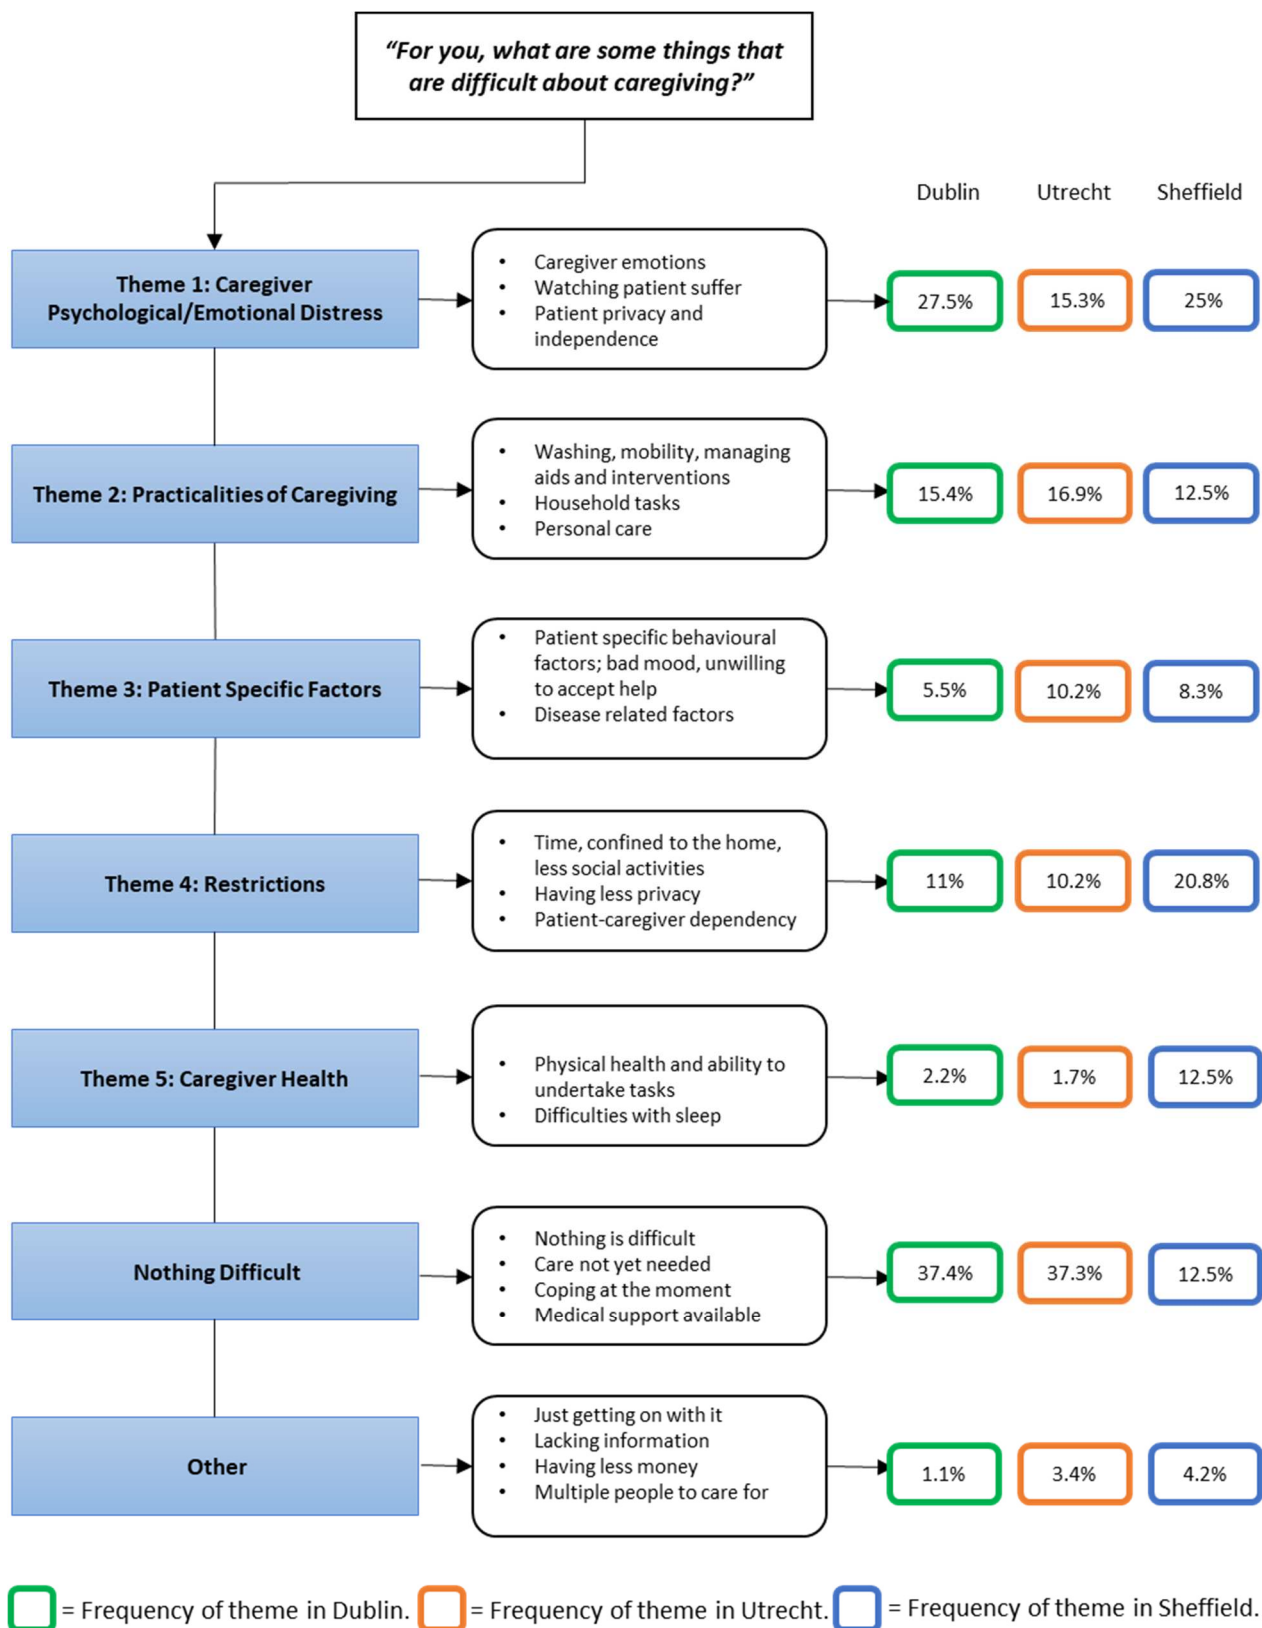 “For you, what are some things that
are difficult about caregiving?”
Dublin Utrecht Sheffield
Theme 1: Caregiver
Psychological/Emotional Distress
• Caregiver emotions
• Watching patient suffer
• Patient privacy and
independence
27.5% 15.3% 25%
Theme 2: Practicalities of Caregiving
• Washing, mobility, managing
aids and interventions
• Household tasks
• Personal care
15.4% 16.9% 12.5%
Theme 3: Patient Specific Factors
• Patient specific behavioural
factors; bad mood, unwilling
to accept help
• Disease related factors
5.5% 10.2% 8.3%
Theme 4: Restrictions
• Time, confined to the home,
less social activities
• Having less privacy
• Patient-caregiver dependency
11% 10.2% 20.8%
Theme 5: Caregiver Health
• Physical health and ability to
undertake tasks
• Difficulties with sleep
2.2% 1.7% 12.5%
Nothing Difficult
• Nothing is difficult
• Care not yet needed
• Coping at the moment
• Medical support available
37.4% 37.3% 12.5%
Other
• Just getting on with it
• Lacking information
• Having less money
• Multiple people to care for
1.1% 3.4% 4.2%
= Frequency of theme in Dublin. = Frequency of theme in Utrecht. = Frequency of theme in Sheffield.